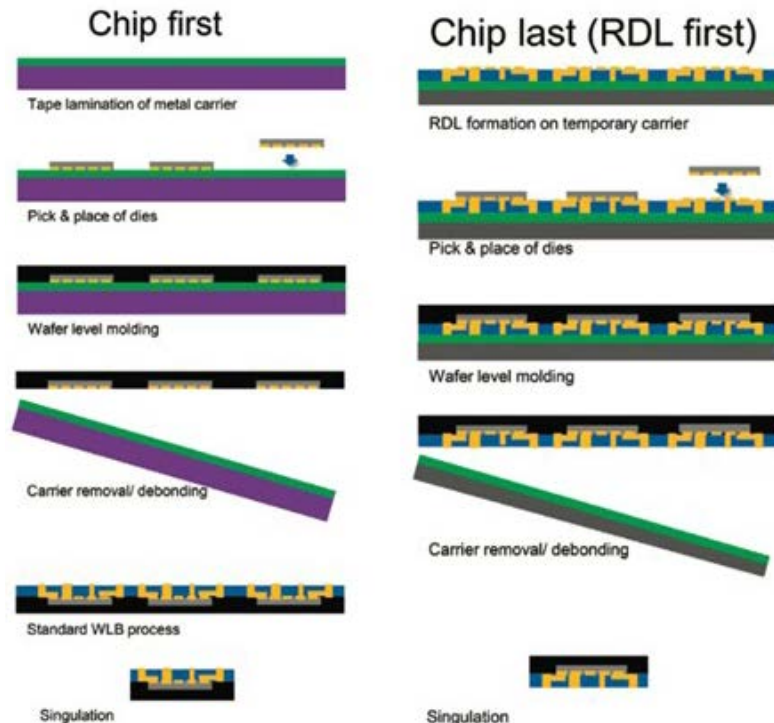 Chip first
Tape lamination of metal carrier
Pick & place of dies
Wafer level molding
Carrier removal/ debonding
Standard WLB process
Singulation
Chip last (RDL first)
RDL formation on temporary carrier
Pick & place of dies
Wafer level molding
Carrier removal/ debonding
Singulation